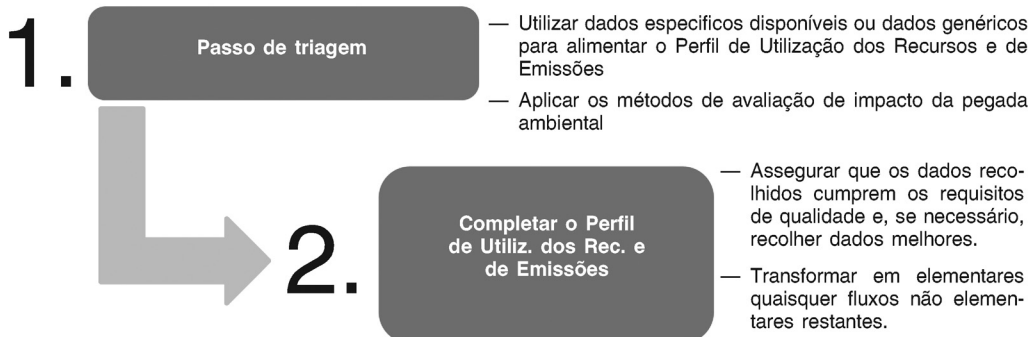 1.
Passo de triagem
— Utilizar dados especificos disponíveis ou dados genéricos
para alimentar o Perfil de Utilização dos Recursos e de
Emissões
— Aplicar os métodos de avaliação de impacto da pegada
ambiental
2.
Completar o Perfil
de Utiliz. dos Rec. e
de Emissões
— Assegurar que os dados reco-
lhidos cumprem os requisitos
de qualidade e, se necessário,
recolher dados melhores.
— Transformar em elementares
quaisquer fluxos não elemen-
tares restantes.